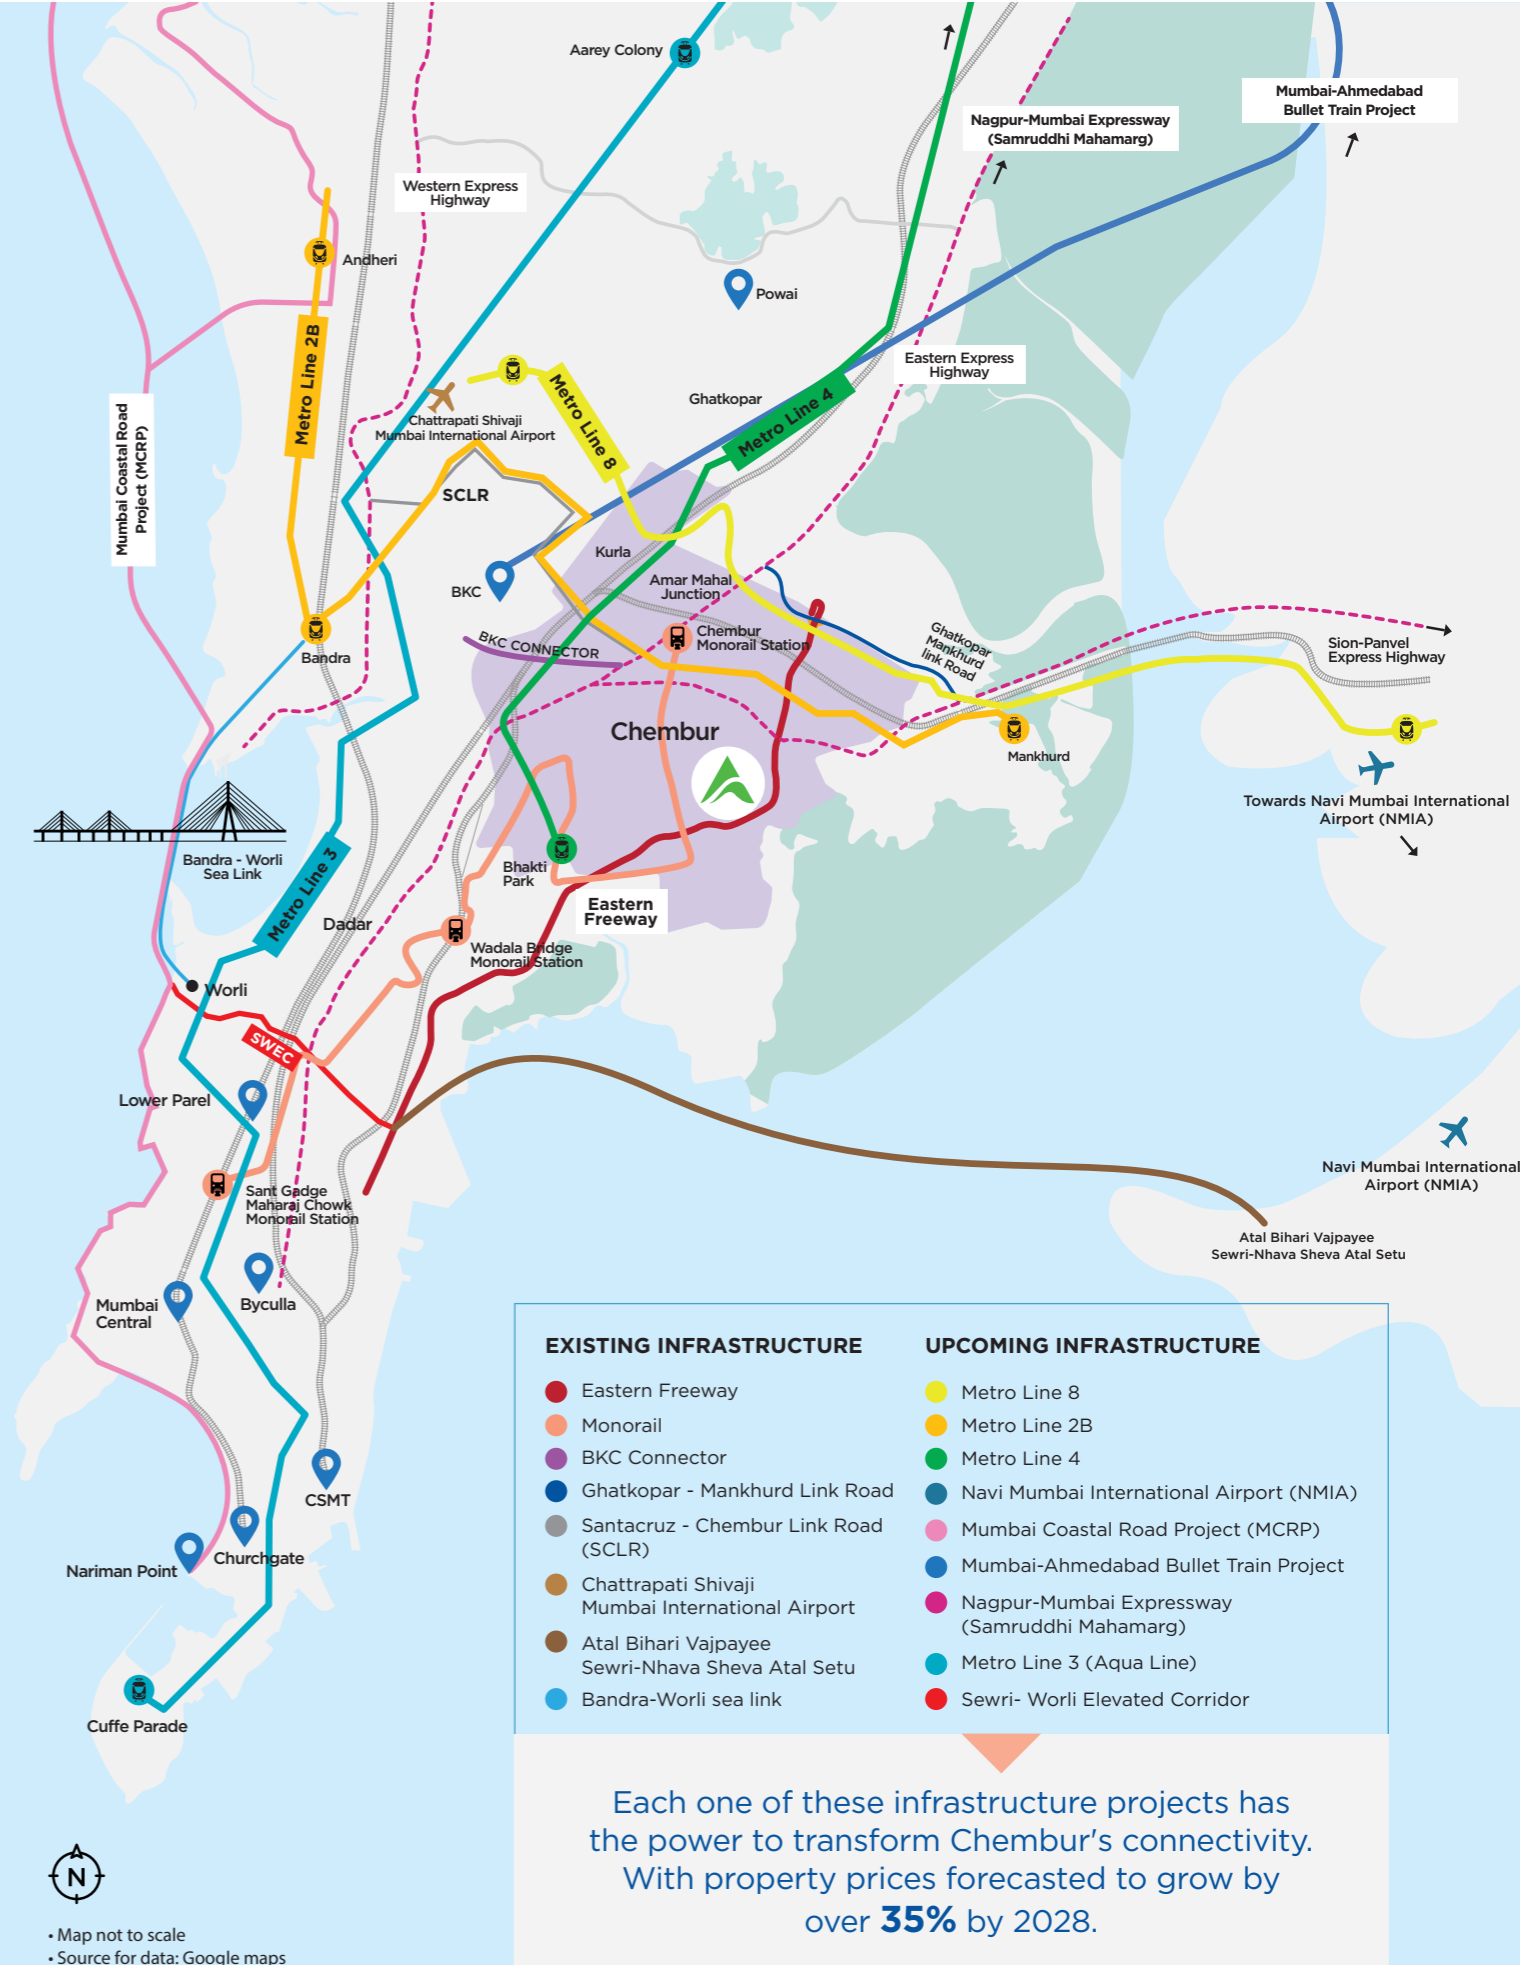 Aarey Colony
Mumbai-Ahmedabad
Bullet Train Project
Nagpur-Mumbai Expressway
(Samruddhi Mahamarg)
Western Express
Highway
Andheri
Powai
Metro Line 2B
Eastern Express
Highway
Mumbai Coastal Road
Project (MCRP)
Chattrapati Shivaji
Mumbai International Airport
Metro Line 8
Ghatkopar
Metro Line 4
SCLR
Kurla
BKC
Amar Mahal
Junction
BKC CONNECTOR
Chembur
Monorail Station
Ghatkopar
Mankhurd
link Road
Sion-Panvel
Express Highway
Bandra
Chembur
Mankhurd
Towards Navi Mumbai International
Airport (NMIA)
Bandra - Worli
Sea Link
Metro Line 3
Bhakti
Park
Eastern
Freeway
Dadar
Wadala Bridge
Monorail Station
Worli
SWEC
Lower Parel
Navi Mumbai International
Airport (NMIA)
Sant Gadge
Maharaj Chowk
Monorail Station
Atal Bihari Vajpayee
Sewri-Nhava Sheva Atal Setu
Mumbai
Central
Byculla
CSMT
Churchgate
Nariman Point
Cuffe Parade
EXISTING INFRASTRUCTURE
Eastern Freeway
Monorail
BKC Connector
Ghatkopar - Mankhurd Link Road
Santacruz - Chembur Link Road
(SCLR)
Chattrapati Shivaji
Mumbai International Airport
Atal Bihari Vajpayee
Sewri-Nhava Sheva Atal Setu
Bandra-Worli sea link
UPCOMING INFRASTRUCTURE
Metro Line 8
Metro Line 2B
Metro Line 4
Navi Mumbai International Airport (NMIA)
Mumbai Coastal Road Project (MCRP)
Mumbai-Ahmedabad Bullet Train Project
Nagpur-Mumbai Expressway
(Samruddhi Mahamarg)
Metro Line 3 (Aqua Line)
Sewri- Worli Elevated Corridor
Each one of these infrastructure projects has
the power to transform Chembur's connectivity.
With property prices forecasted to grow by
over 35% by 2028.
N
• Map not to scale
• Source for data: Google maps